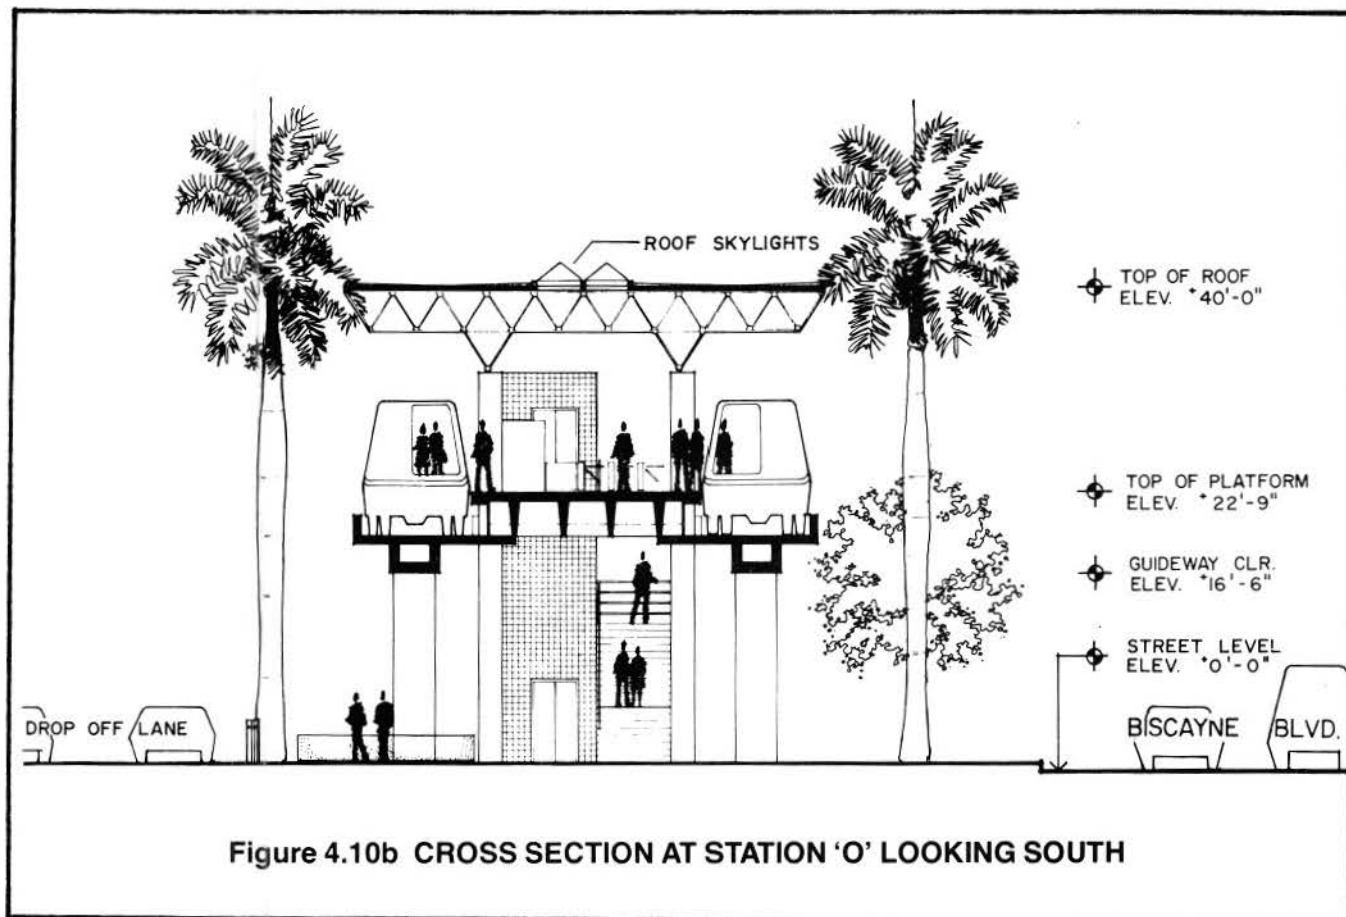 ROOF SKYLIGHTS
TOP OF ROOF
ELEV. +40'-0"
TOP OF PLATFORM
ELEV. +22'-9"
GUIDEWAY CLR.
ELEV. +16'-6"
STREET LEVEL
ELEV. +0'-0"
DROP OFF LANE
BISCAYNE BLVD.
Figure 4.10b CROSS SECTION AT STATION 'O' LOOKING SOUTH